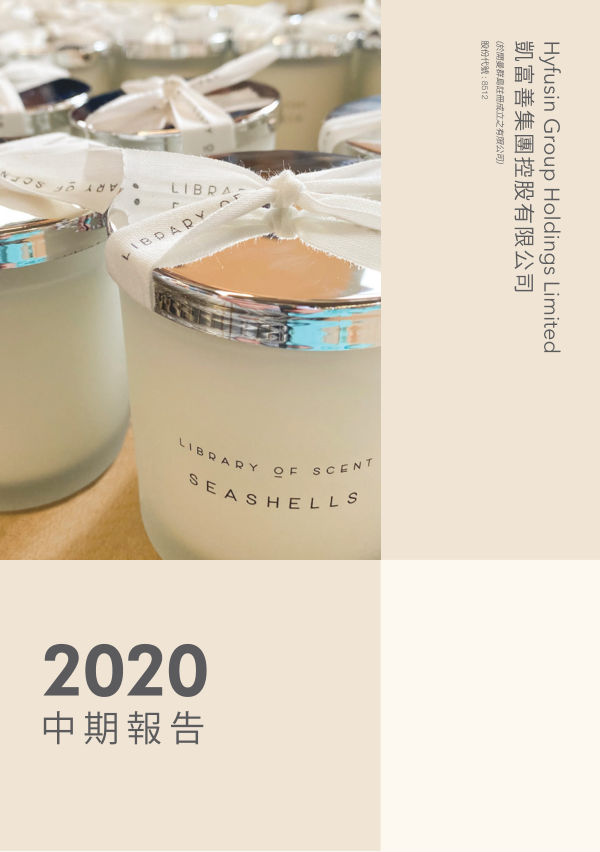 Hyfusin Group Holdings Limited
凱富善集團控股有限公司
(於開曼群島註冊成立之有限公司)
股份代號 : 8512
LIBRARY OF
LIBRARY OF SCENT
SEASHELLS
2020
中期報告